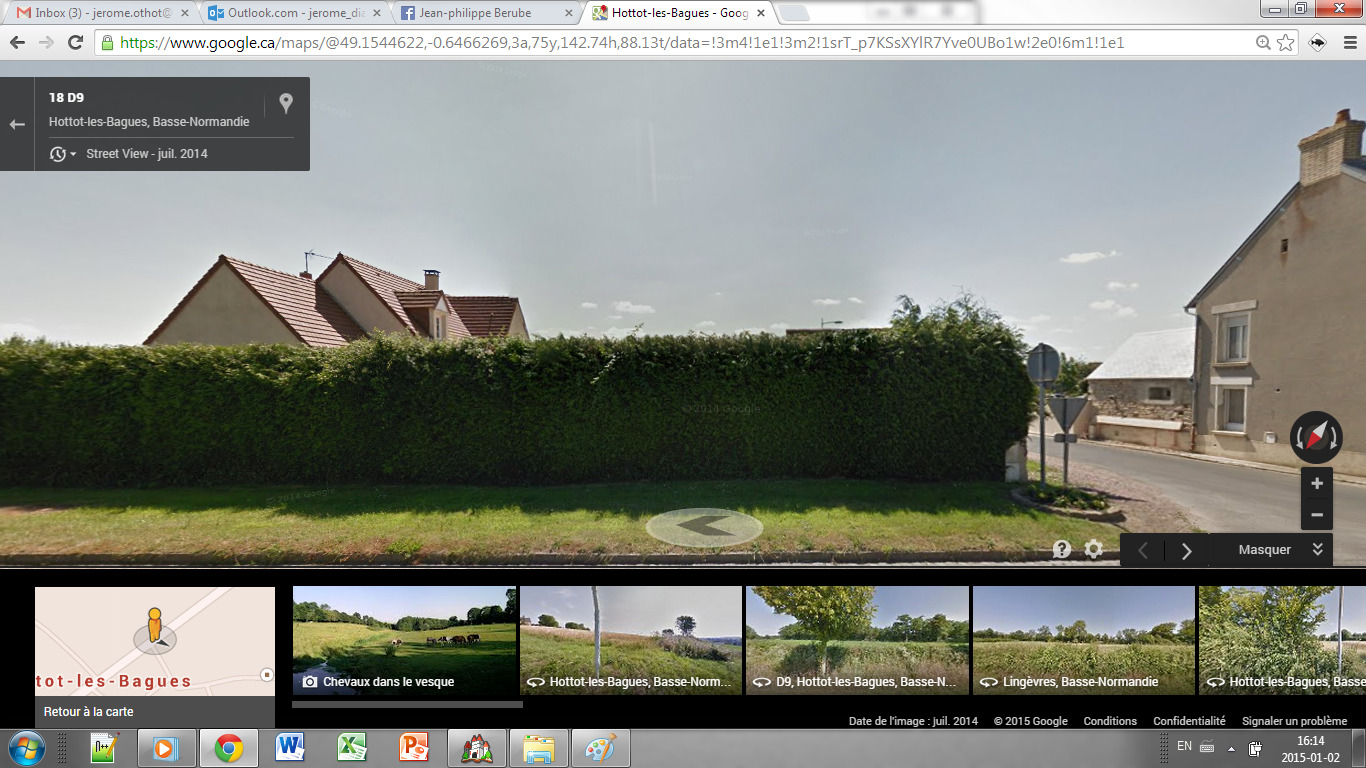 Inbox (3) - jerome.othot@
Outlook.com - jerome_dia
Jean-philippe Berube
Hottot-les-Bagues - Goog
https://www.google.ca/maps/@49.1544622,-0.6466269,3a,75y,142.74h,88.13t/data=!3m4!1e1!3m2!1srT_p7KSsXYlR7Yve0UBo1w!2e0!6m1!1e1
18 D9
Hottot-les-Bagues, Basse-Normandie
Street View - juil. 2014
© 2014 Google
© 2014 Google
Masquer
ttot-les-Bagues
Retour à la carte
Chevaux dans le vesque
Hottot-les-Bagues, Basse-Norm...
D9, Hottot-les-Bagues, Basse-N...
Lingèvres, Basse-Normandie
Hottot-les-Bagues, Basse
Date de l'image : juil. 2014 © 2015 Google Conditions Confidentialité Signaler un problème
EN
16:14
2015-01-02